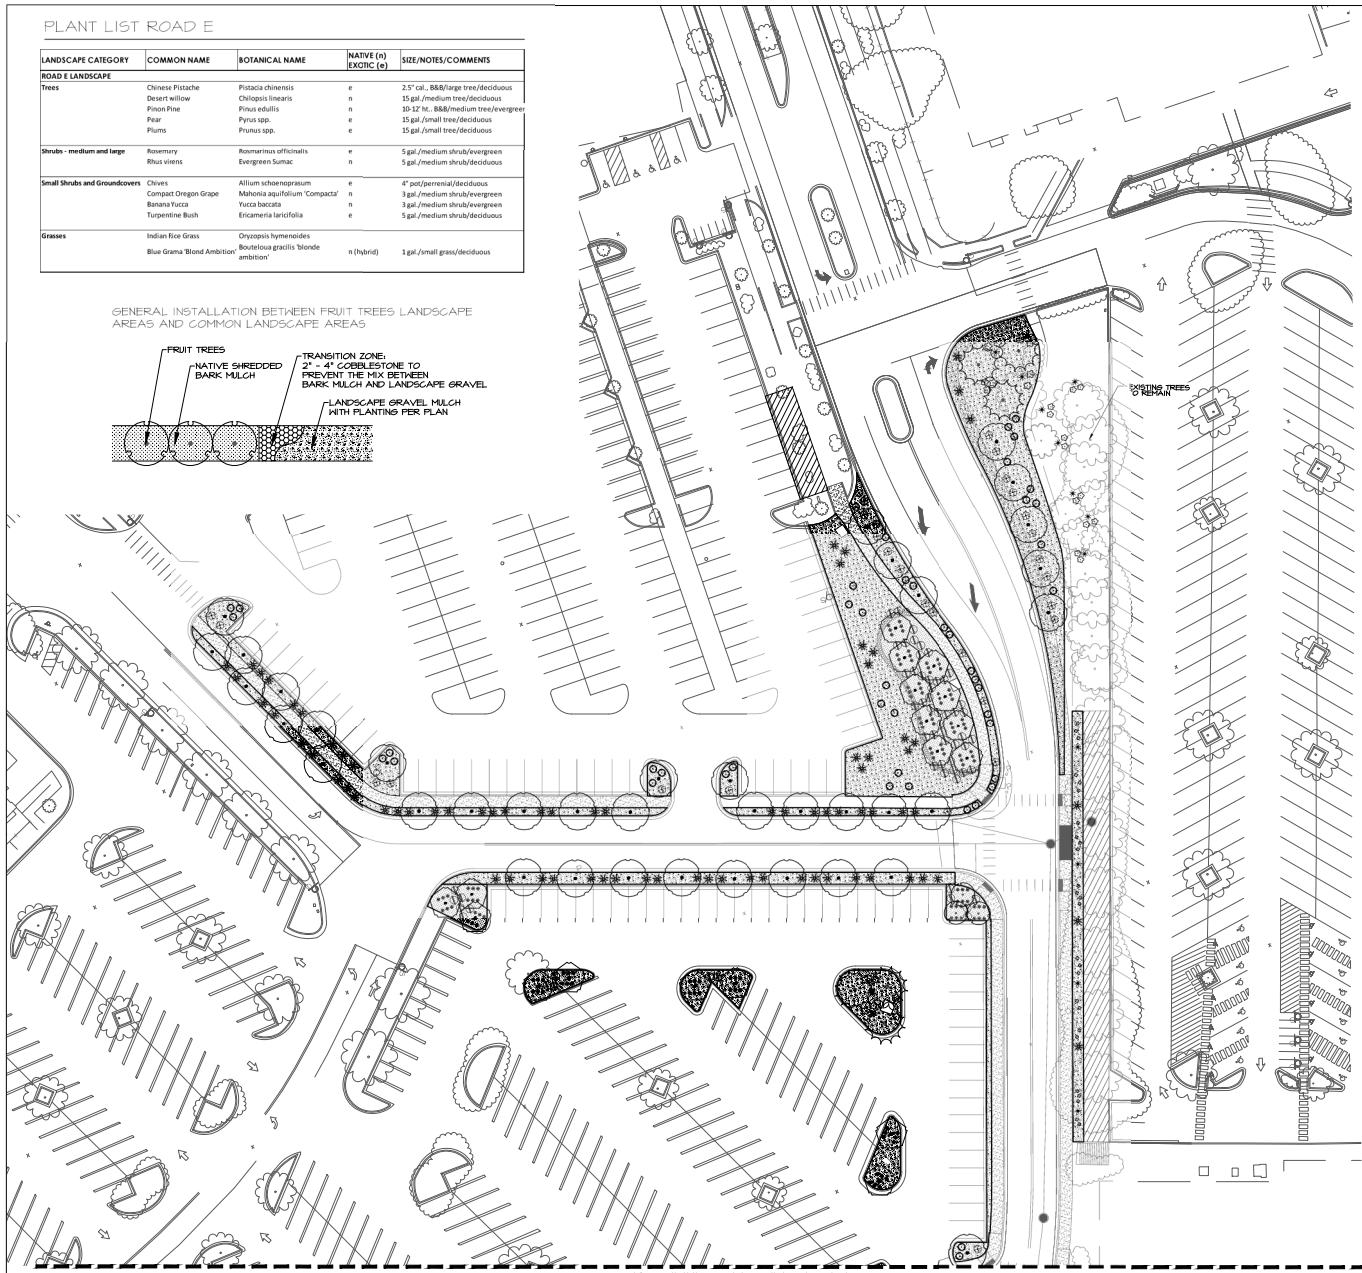 PLANT LIST ROAD E
LANDSCAPE CATEGORY COMMON NAME BOTANICAL NAME NATIVE (n) EXOTIC (e) SIZE/NOTES/COMMENTS
ROAD E LANDSCAPE
Trees Chinese Pistache Pistacia chinensis e 2.5" cal., B&B/large tree/deciduous
Desert willow Chilopsis linearis n 15 gal./medium tree/deciduous
Pinon Pine Pinus edullis n 10-12' ht.. B&B/medium tree/evergreen
Pear Pyrus spp. e 15 gal./small tree/deciduous
Plums Prunus spp. e 15 gal./small tree/deciduous
Shrubs - medium and large Rosemary Rosmarinus officinalis e 5 gal./medium shrub/evergreen
Rhus virens Evergreen Sumac n 5 gal./medium shrub/deciduous
Small Shrubs and Groundcovers Chives Allium schoenoprasum e 4" pot/perrenial/deciduous
Compact Oregon Grape Mahonia aquifolium 'Compacta' n 3 gal./medium shrub/evergreen
Banana Yucca Yucca baccata n 3 gal./medium shrub/evergreen
Turpentine Bush Ericameria laricifolia e 5 gal./medium shrub/deciduous
Grasses Indian Rice Grass Oryzopsis hymenoides
Blue Grama 'Blond Ambition' Bouteloua gracilis 'blonde ambition' n (hybrid) 1 gal./small grass/deciduous
GENERAL INSTALLATION BETWEEN FRUIT TREES LANDSCAPE
AREAS AND COMMON LANDSCAPE AREAS
FRUIT TREES
NATIVE SHREDDED
BARK MULCH
TRANSITION ZONE:
2" - 4" COBBLESTONE TO
PREVENT THE MIX BETWEEN
BARK MULCH AND LANDSCAPE GRAVEL
LANDSCAPE GRAVEL MULCH
WITH PLANTING PER PLAN
EXISTING TREES
O REMAIN